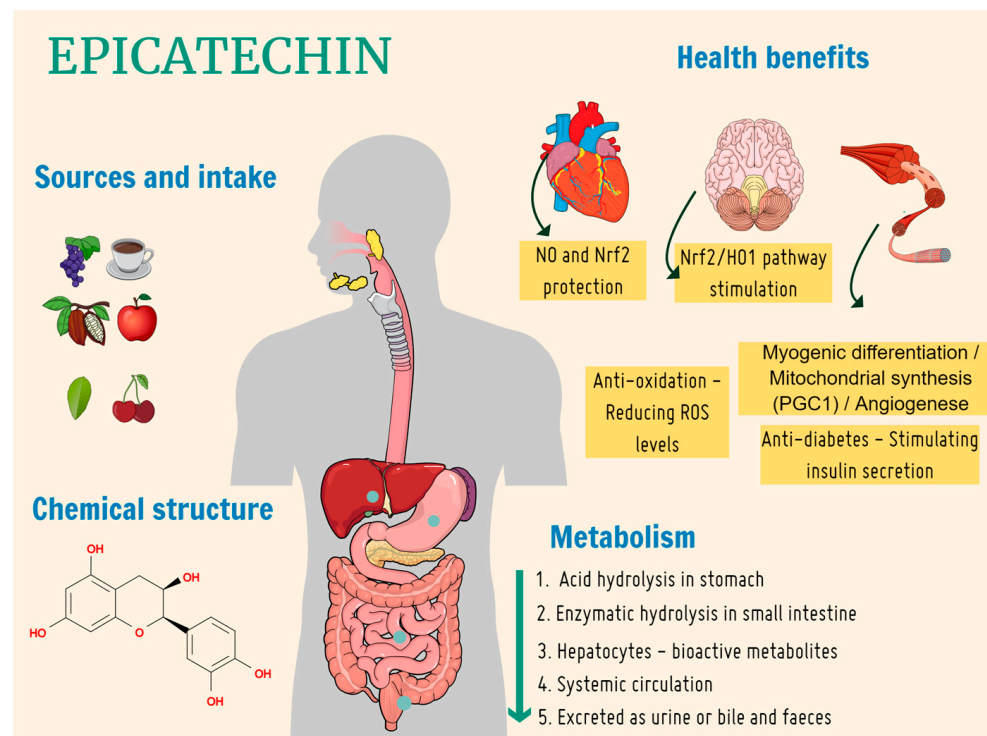 EPICATECHIN
Health benefits
Sources and intake
NO and Nrf2
protection
Nrf2/HO1 pathway
stimulation
Anti-oxidation -
Reducing ROS
levels
Myogenic differentiation /
Mitochondrial synthesis
(PGC1) / Angiogenese
Anti-diabetes - Stimulating
insulin secretion
Chemical structure
OH
OH
HO
O
OH
OH
Metabolism
1. Acid hydrolysis in stomach
2. Enzymatic hydrolysis in small intestine
3. Hepatocytes - bioactive metabolites
4. Systemic circulation
5. Excreted as urine or bile and faeces